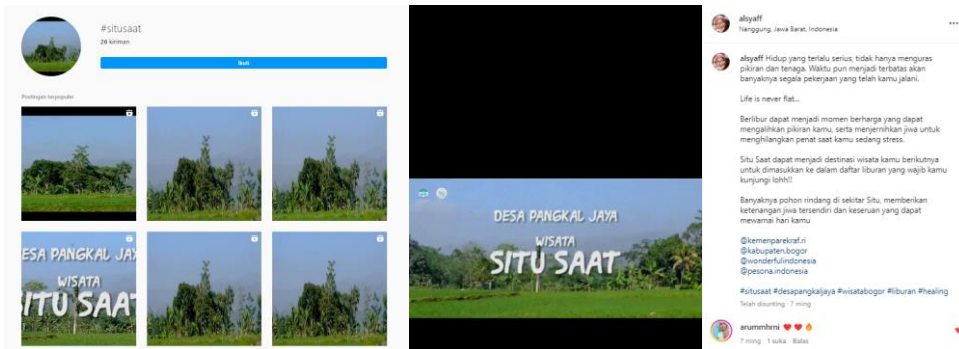 #situsaat
26 kiriman
Ikuti
Postingan terpopuler
ESA PANGKAL JAY
WISATA
ITU SAAT
DESA PANGKAL JAYA
WISATA
SITU SAAT
alsyaff
Nanggung, Jawa Barat, Indonesia
alsyaff Hidup yang terlalu serius, tidak hanya menguras
pikiran dan tenaga. Waktu pun menjadi terbatas akan
banyaknya segala pekerjaan yang telah kamu jalani.
Life is never flat...
Berlibur dapat menjadi momen berharga yang dapat
mengalihkan pikiran kamu, serta menjernihkan jiwa untuk
menghilangkan penat saat kamu sedang stress.
Situ Saat dapat menjadi destinasi wisata kamu berikutnya
untuk dimasukkan ke dalam daftar liburan yang wajib kamu
kunjungi lohh!!
Banyaknya pohon rindang di sekitar Situ, memberikan
ketenangan jiwa tersendiri dan keseruan yang dapat
mewarnai hari kamu
@kemenparekraf.ri
@kabupaten.bogor
@wonderfulindonesia
@pesona.indonesia
#situsaat #desapangkaljaya #wisatabogor #liburan #healing
Telah disunting · 7 ming
arummhrni
7 ming 1 suka Balas